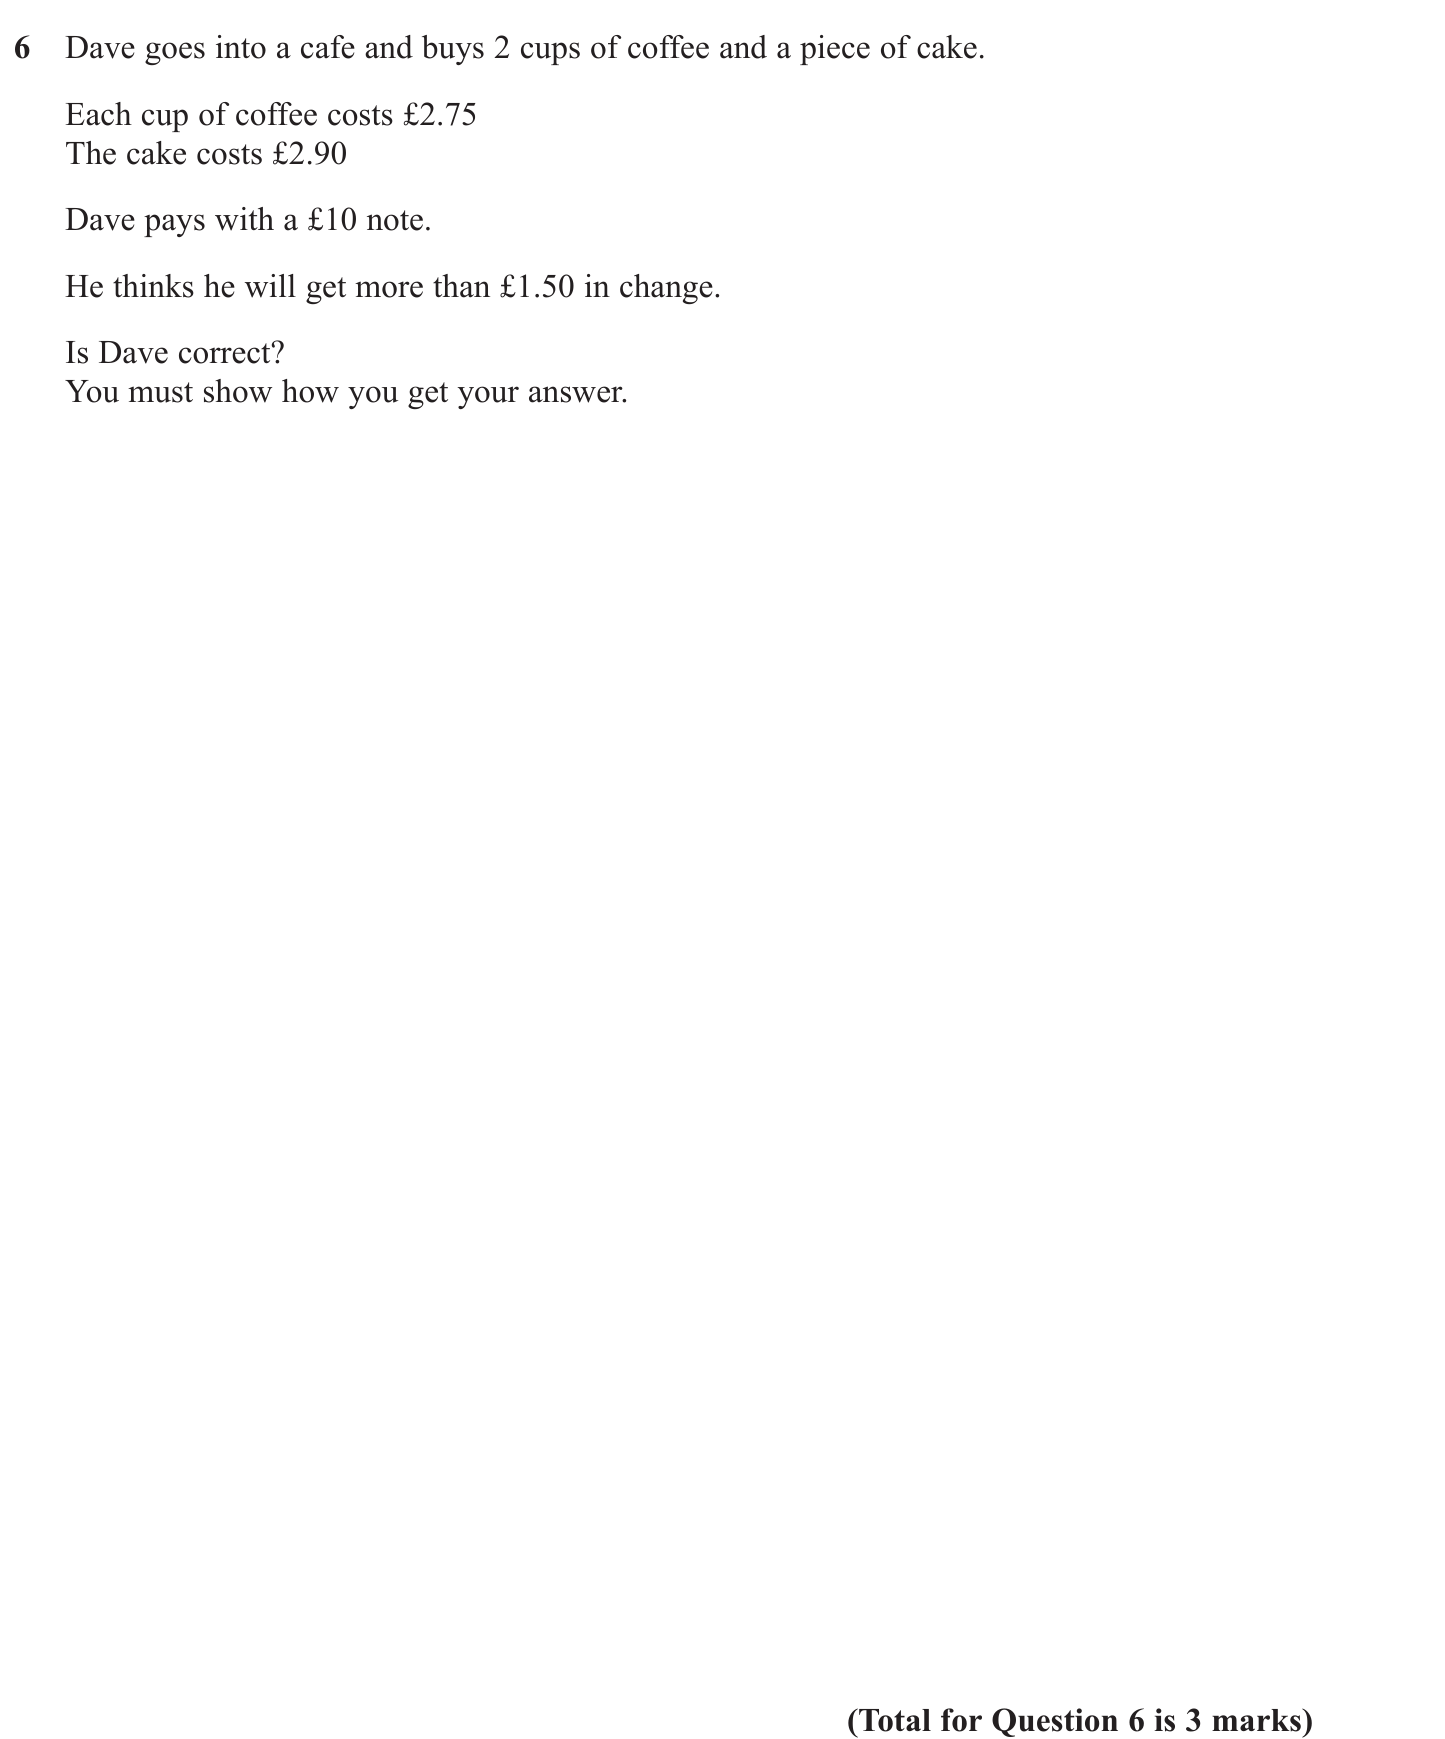 6 Dave goes into a cafe and buys 2 cups of coffee and a piece of cake.
Each cup of coffee costs £2.75
The cake costs £2.90
Dave pays with a £10 note.
He thinks he will get more than £1.50 in change.
Is Dave correct?
You must show how you get your answer.
(Total for Question 6 is 3 marks)